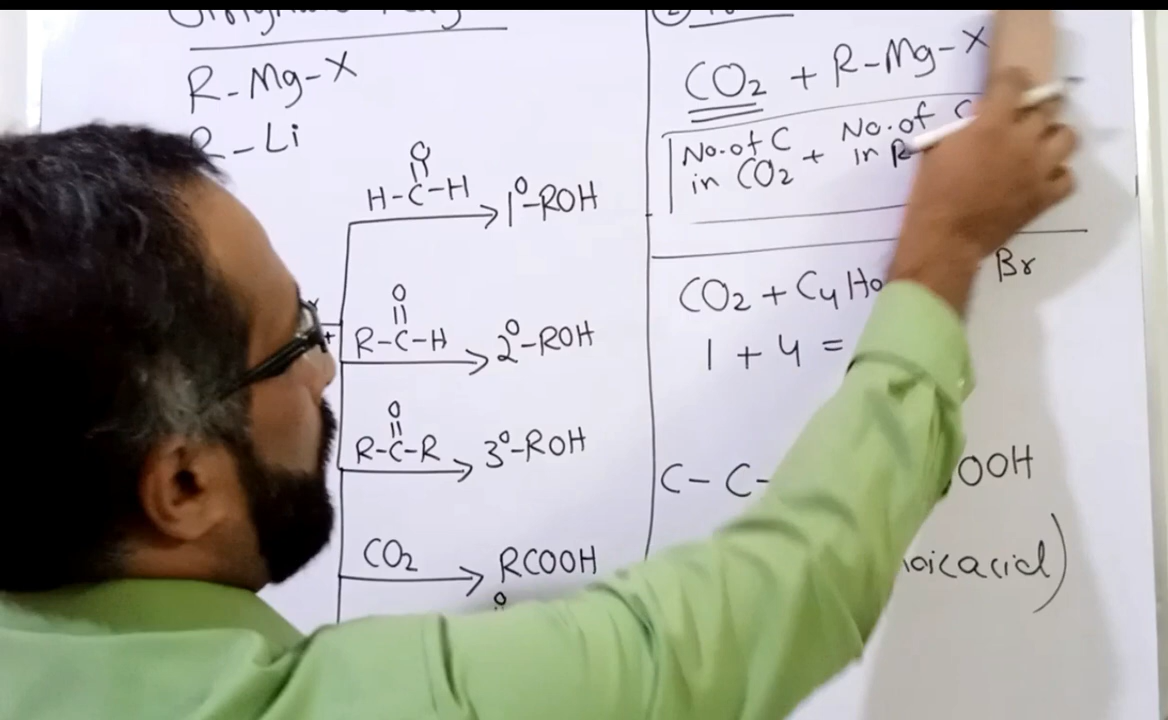 R-Mg-X
R-Li
O
H-C-H → 1°-ROH
O
R-C-H → 2°-ROH
O
R-C-R → 3°-ROH
CO₂ → RCOOH
O
CO₂ + R-Mg-X
No. of C in CO₂ + No. of C in R
CO₂ + C₄H₉ Br
1 + 4 =
C-C- OOH
oic acid)